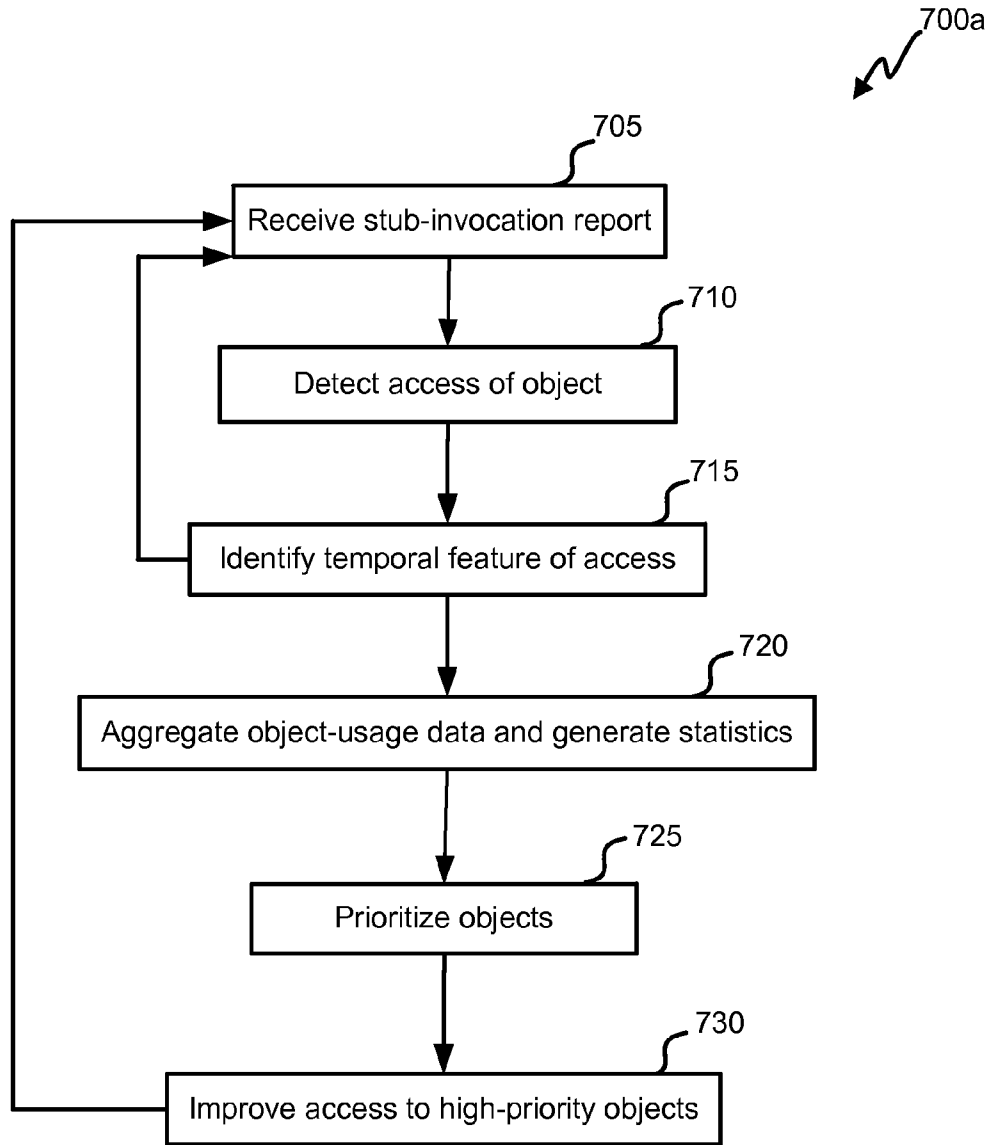 700a
705
Receive stub-invocation report
710
Detect access of object
715
Identify temporal feature of access
720
Aggregate object-usage data and generate statistics
725
Prioritize objects
730
Improve access to high-priority objects